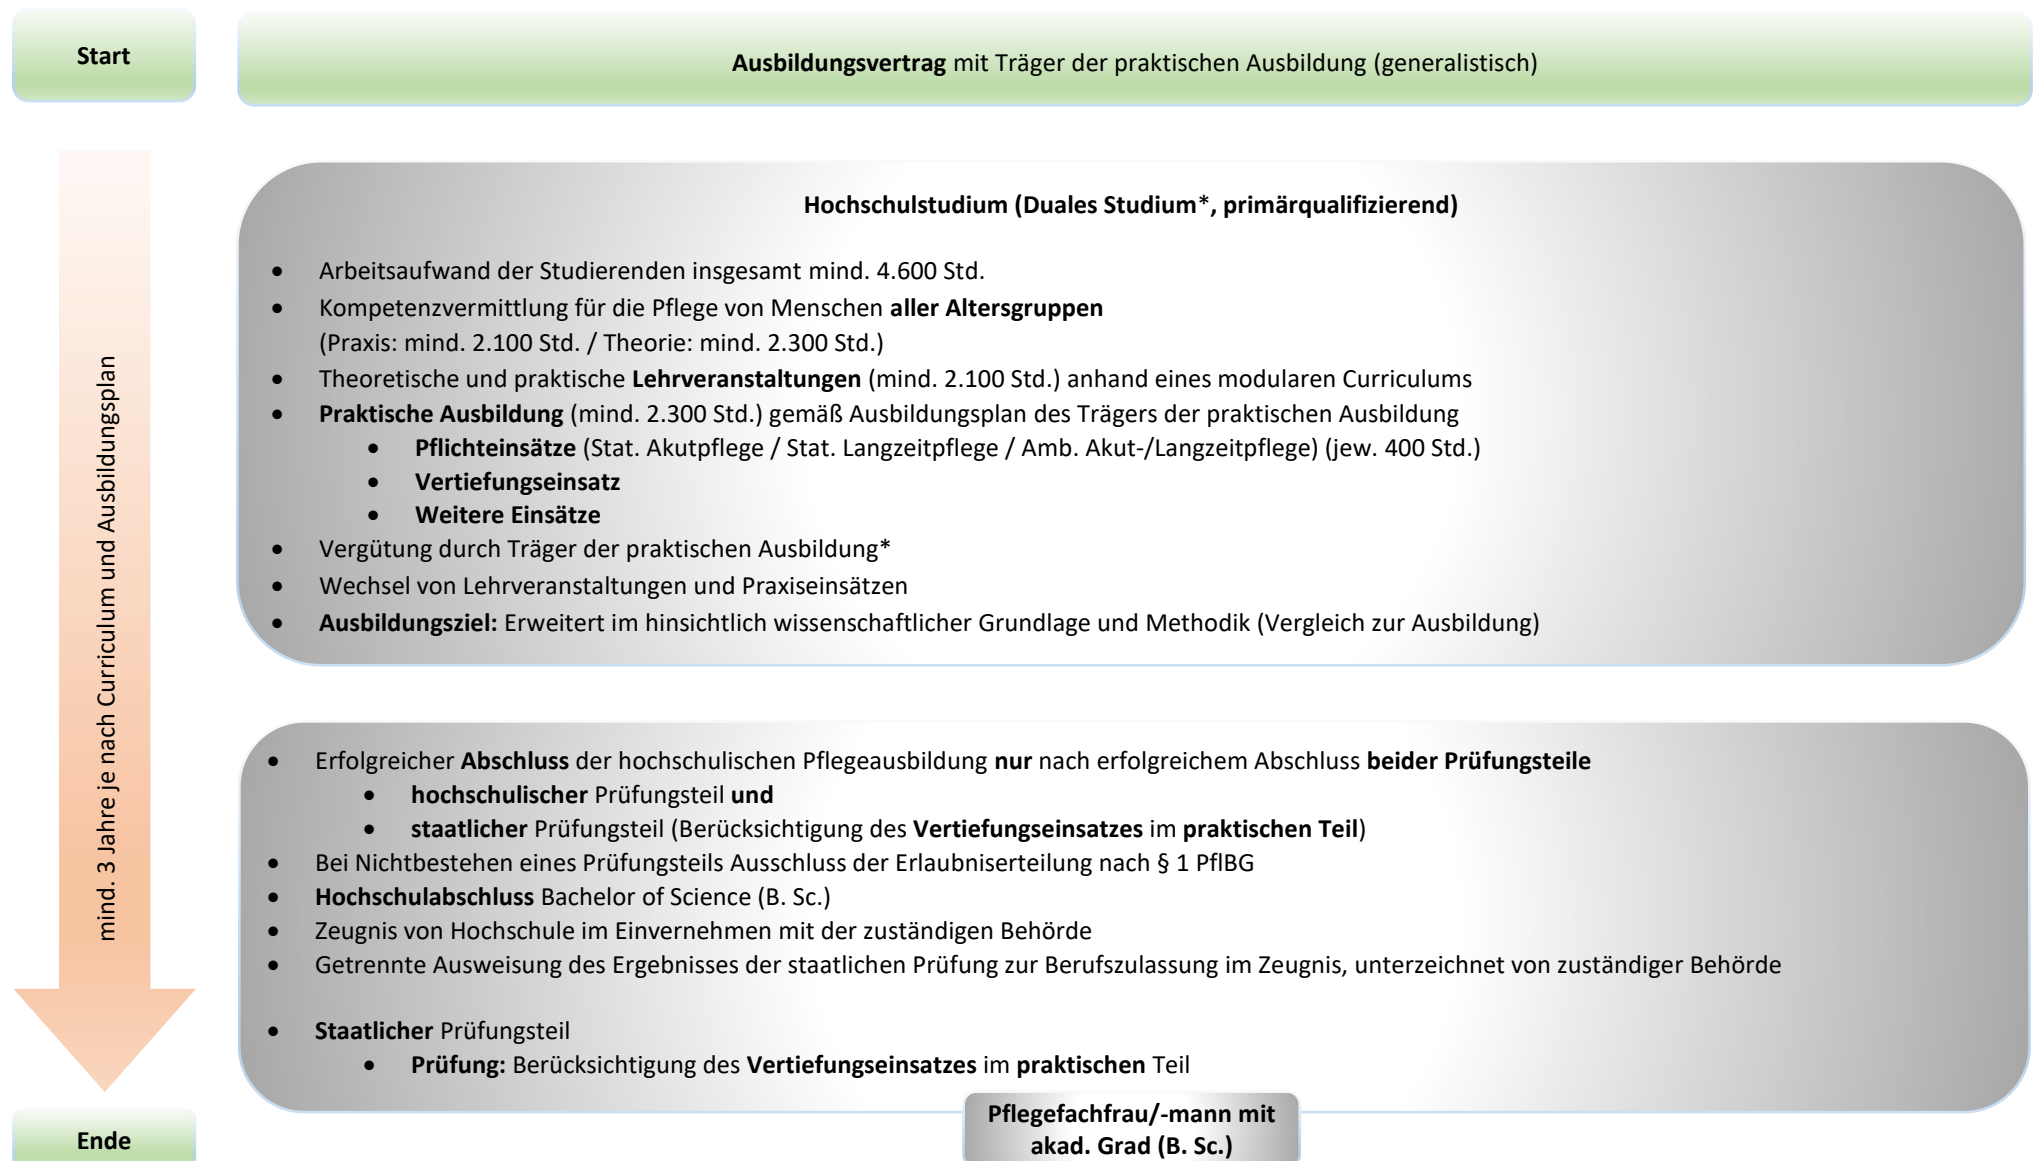 Start
Ausbildungsvertrag mit Träger der praktischen Ausbildung (generalistisch)
mind. 3 Jahre je nach Curriculum und Ausbildungsplan
Hochschulstudium (Duales Studium*, primärqualifizierend)
• Arbeitsaufwand der Studierenden insgesamt mind. 4.600 Std.
• Kompetenzvermittlung für die Pflege von Menschen aller Altersgruppen
(Praxis: mind. 2.100 Std. / Theorie: mind. 2.300 Std.)
• Theoretische und praktische Lehrveranstaltungen (mind. 2.100 Std.) anhand eines modularen Curriculums
• Praktische Ausbildung (mind. 2.300 Std.) gemäß Ausbildungsplan des Trägers der praktischen Ausbildung
• Pflichteinsätze (Stat. Akutpflege / Stat. Langzeitpflege / Amb. Akut-/Langzeitpflege) (jew. 400 Std.)
• Vertiefungseinsatz
• Weitere Einsätze
• Vergütung durch Träger der praktischen Ausbildung*
• Wechsel von Lehrveranstaltungen und Praxiseinsätzen
• Ausbildungsziel: Erweitert im hinsichtlich wissenschaftlicher Grundlage und Methodik (Vergleich zur Ausbildung)
• Erfolgreicher Abschluss der hochschulischen Pflegeausbildung nur nach erfolgreichem Abschluss beider Prüfungsteile
• hochschulischer Prüfungsteil und
• staatlicher Prüfungsteil (Berücksichtigung des Vertiefungseinsatzes im praktischen Teil)
• Bei Nichtbestehen eines Prüfungsteils Ausschluss der Erlaubniserteilung nach § 1 PflBG
• Hochschulabschluss Bachelor of Science (B. Sc.)
• Zeugnis von Hochschule im Einvernehmen mit der zuständigen Behörde
• Getrennte Ausweisung des Ergebnisses der staatlichen Prüfung zur Berufszulassung im Zeugnis, unterzeichnet von zuständiger Behörde
• Staatlicher Prüfungsteil
• Prüfung: Berücksichtigung des Vertiefungseinsatzes im praktischen Teil
Ende
Pflegefachfrau/-mann mit
akad. Grad (B. Sc.)